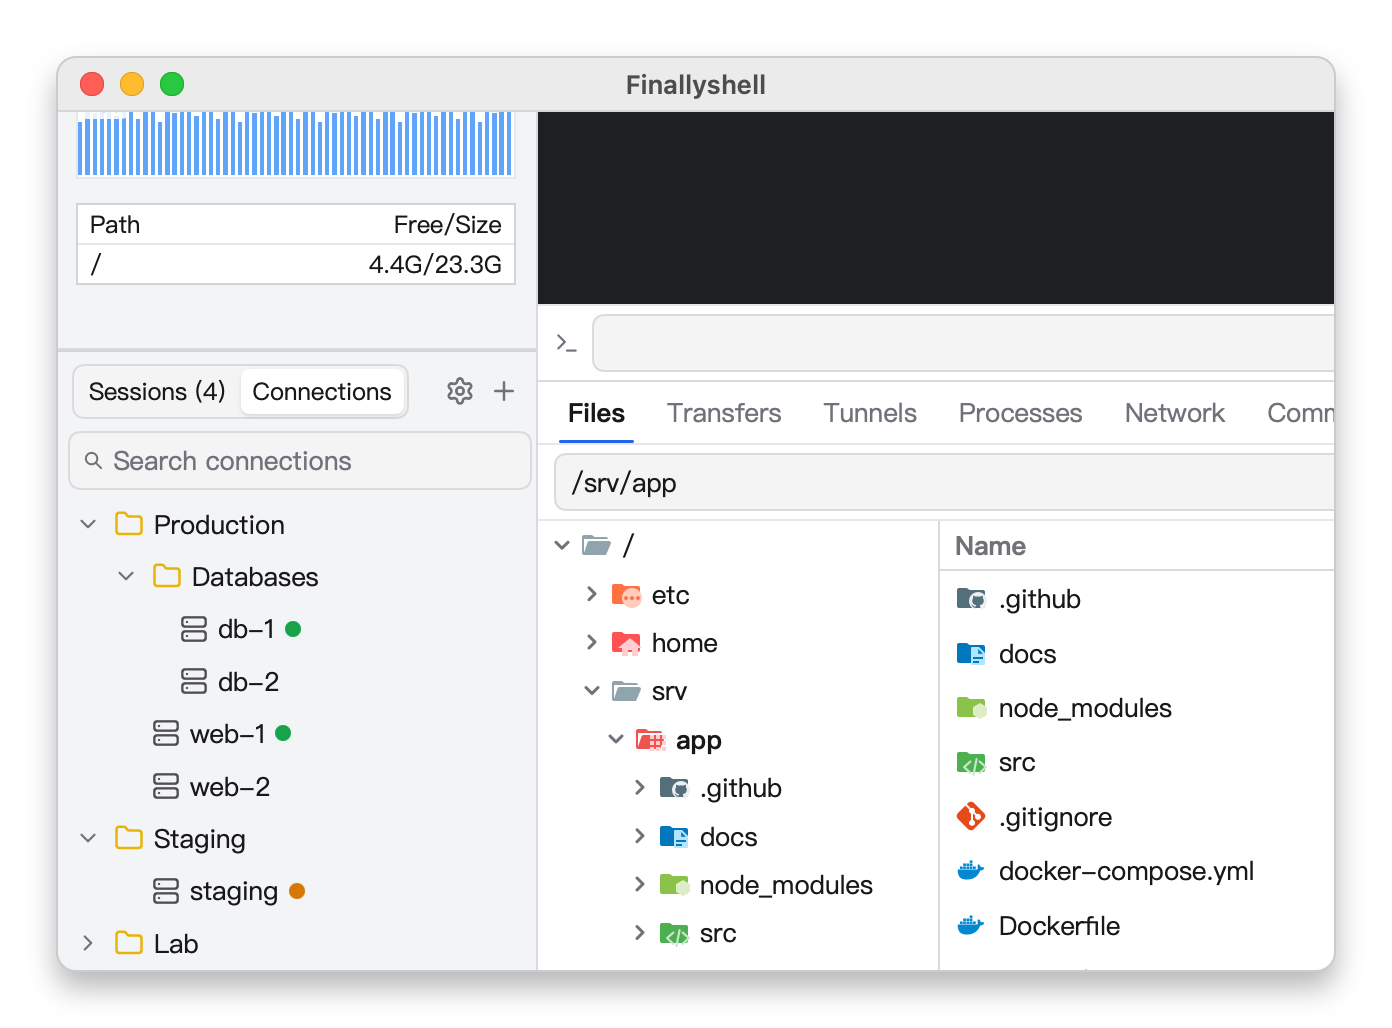 Finallyshell
Path Free/Size
/ 4.4G/23.3G
Sessions (4) Connections
Search connections
Production
Databases
db-1
db-2
web-1
web-2
Staging
staging
Lab
Files Transfers Tunnels Processes Network
/srv/app
/
etc
home
srv
app
.github
docs
node_modules
src
Name
.github
docs
node_modules
src
.gitignore
docker-compose.yml
Dockerfile